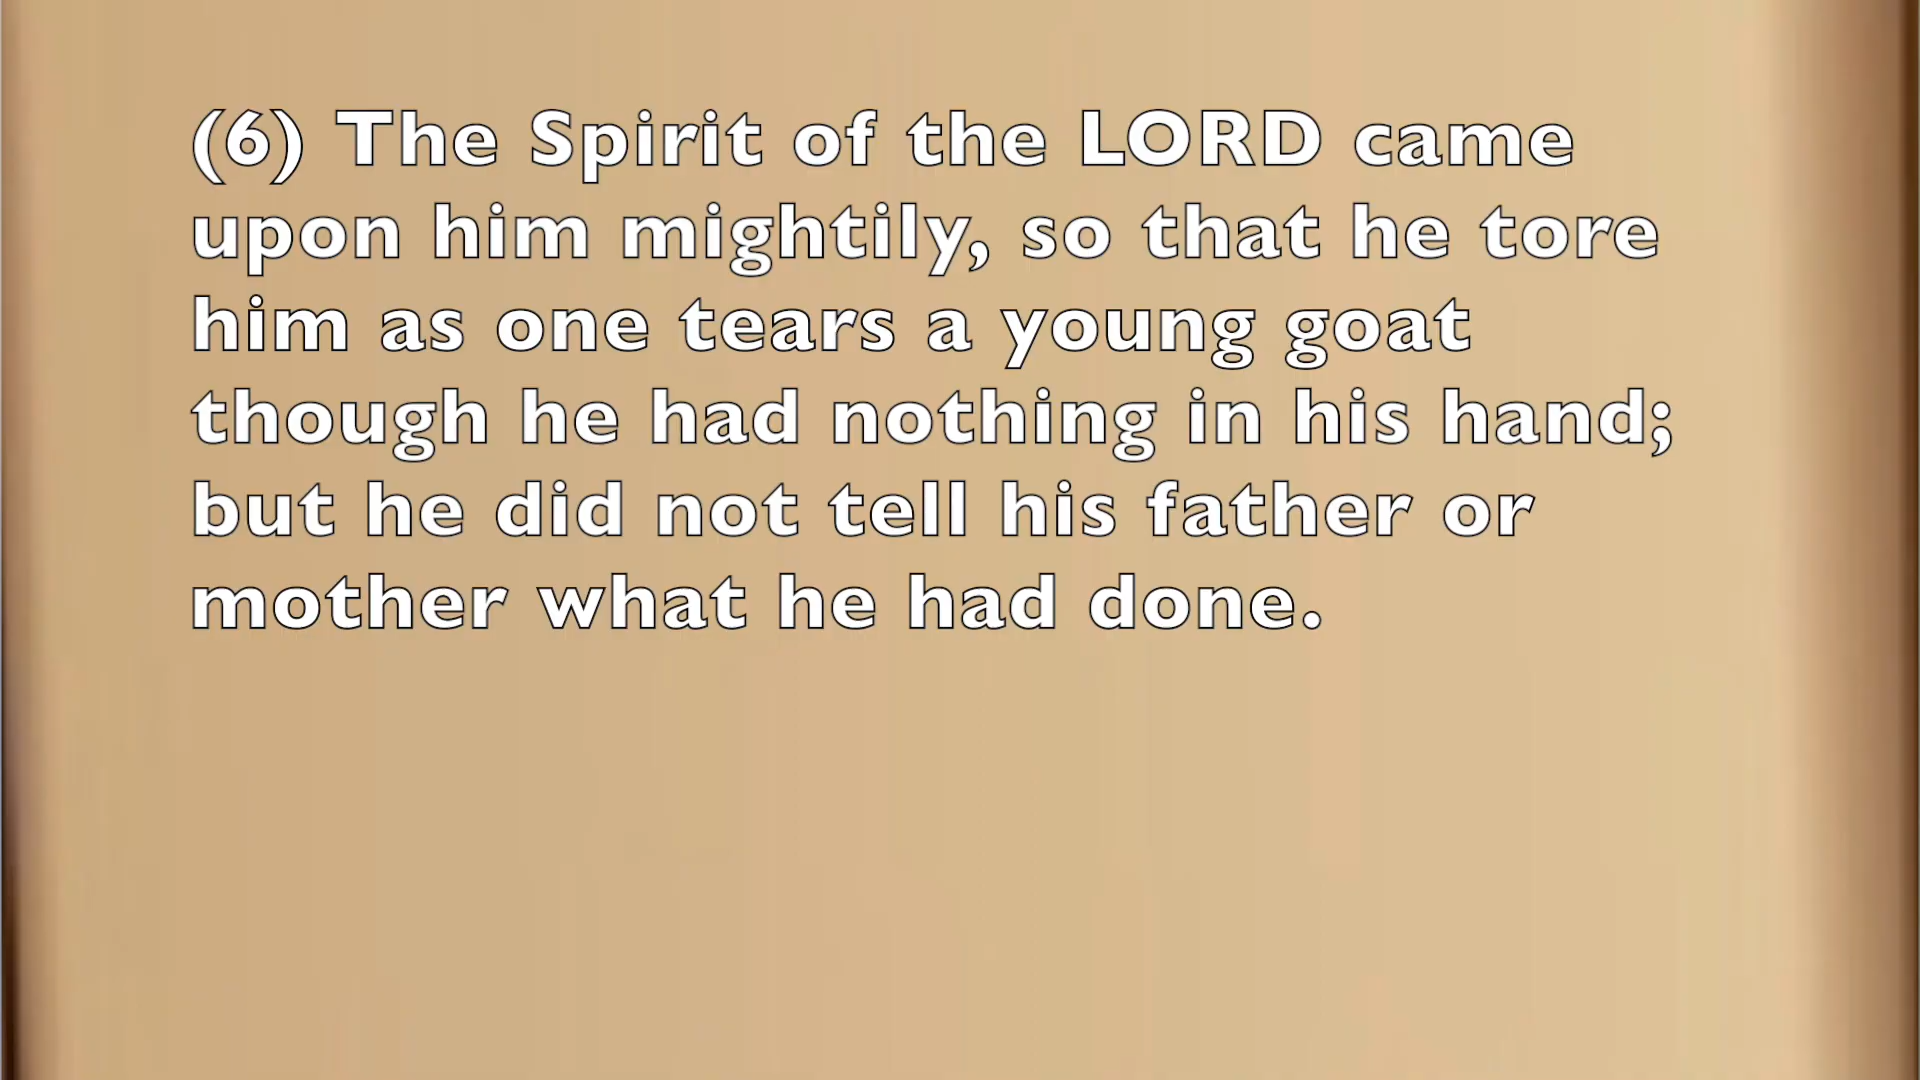 (6) The Spirit of the LORD came
upon him mightily, so that he tore
him as one tears a young goat
though he had nothing in his hand;
but he did not tell his father or
mother what he had done.